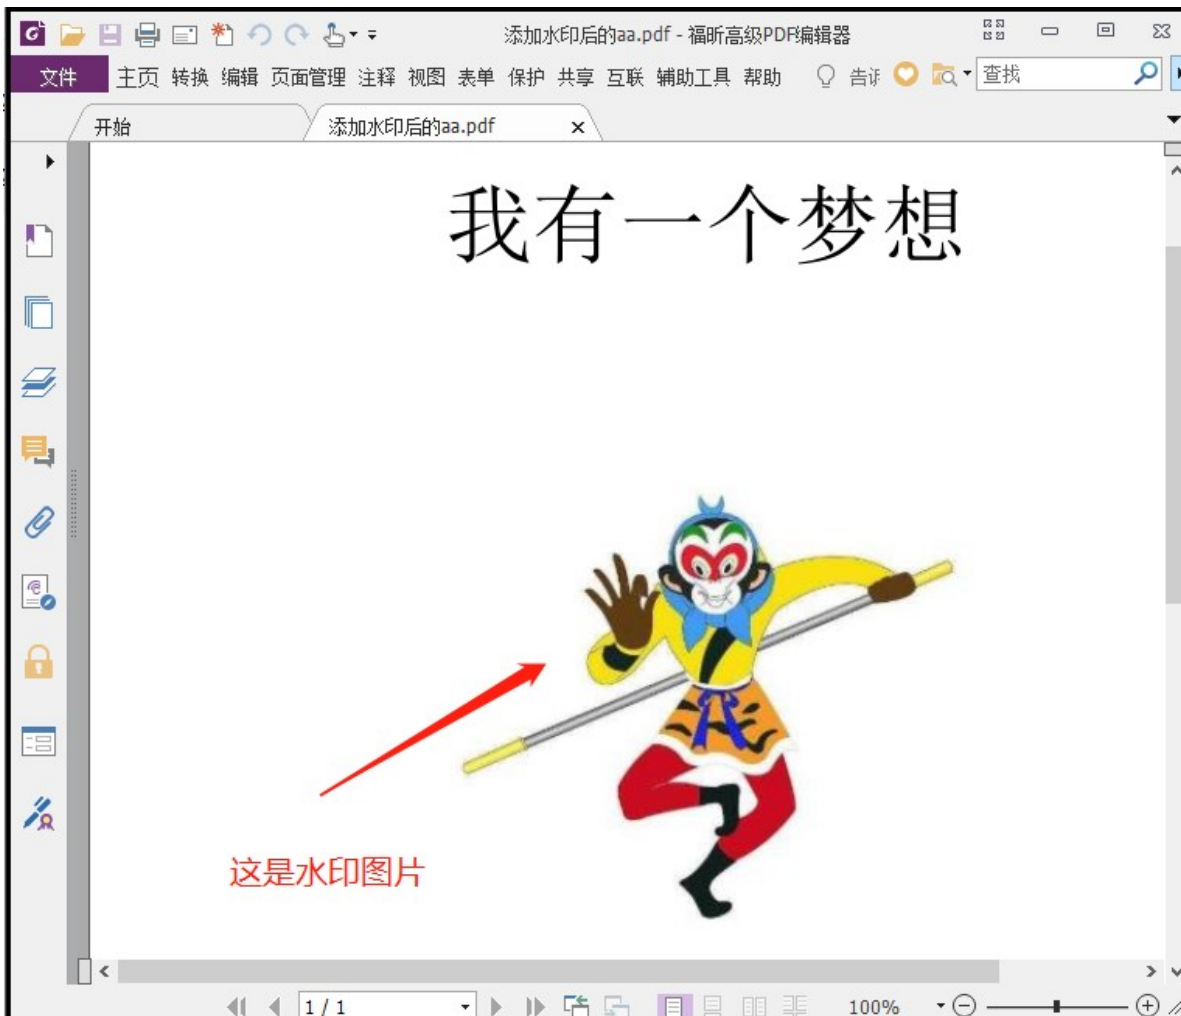 添加水印后的aa.pdf - 福昕高级PDF编辑器
文件 主页 转换 编辑 页面管理 注释 视图 表单 保护 共享 互联 辅助工具 帮助 告 查找
开始 添加水印后的aa.pdf
我有一个梦想
这是水印图片
1 / 1 100%